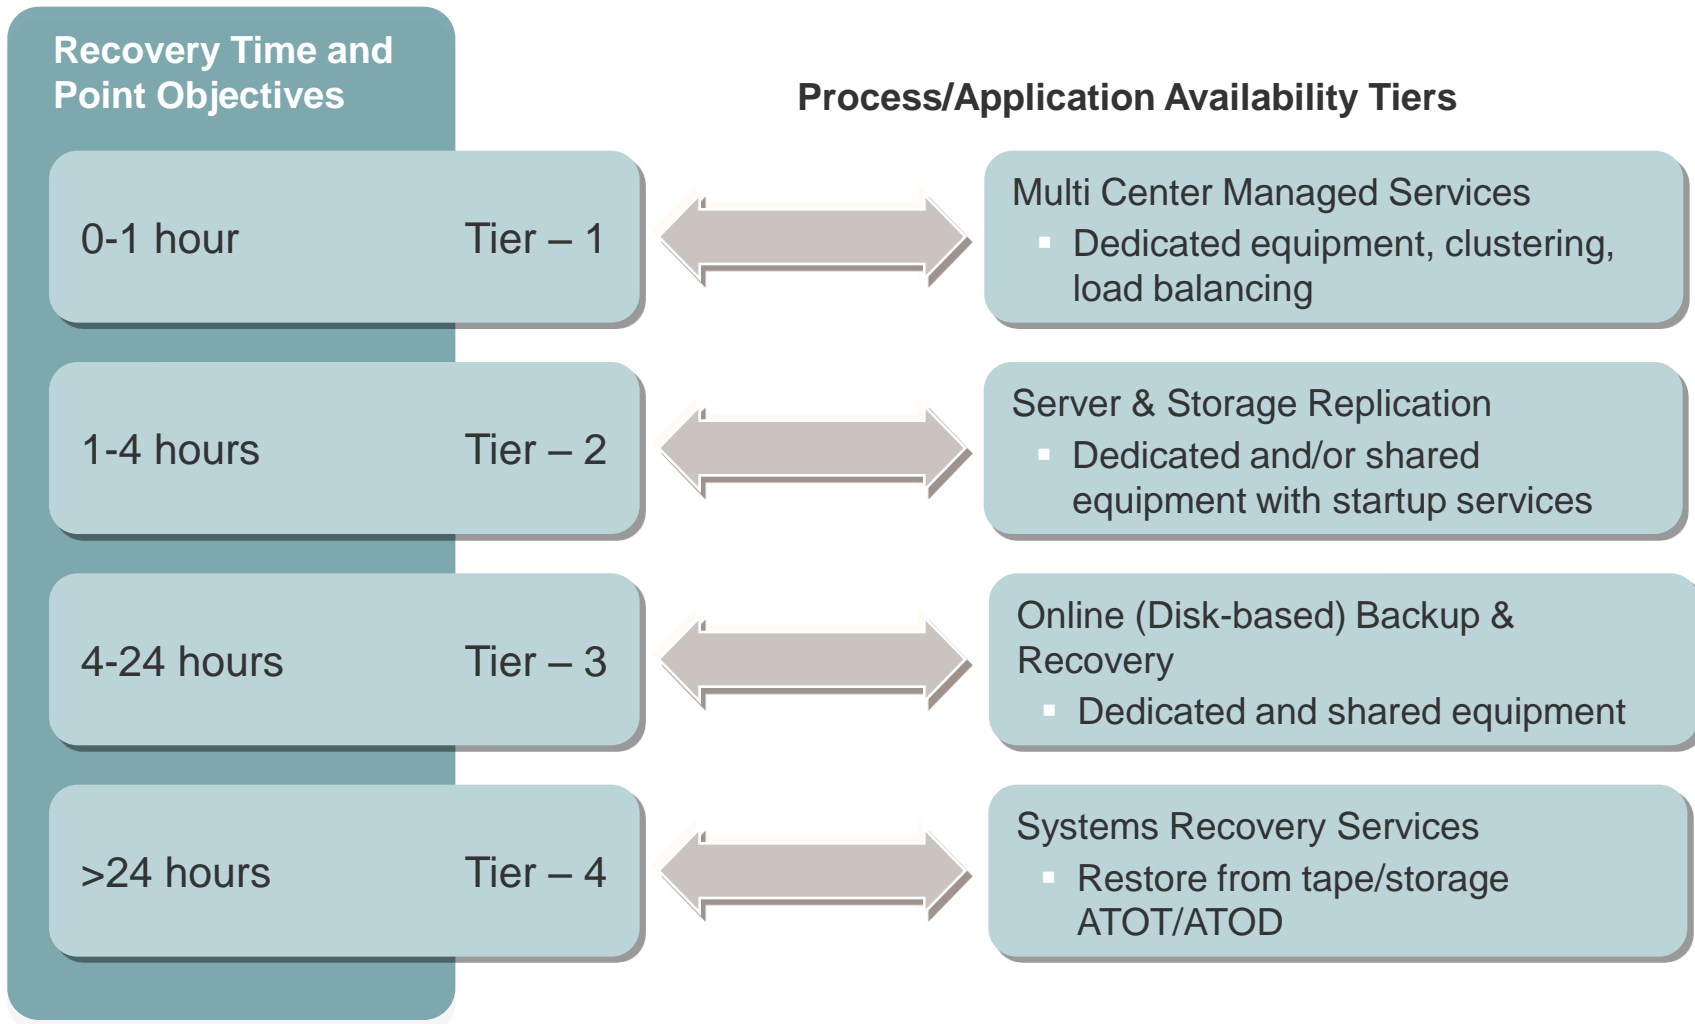 Recovery Time and
Point Objectives
Process/Application Availability Tiers
0-1 hour Tier – 1
Multi Center Managed Services
Dedicated equipment, clustering,
load balancing
1-4 hours Tier – 2
Server & Storage Replication
Dedicated and/or shared
equipment with startup services
4-24 hours Tier – 3
Online (Disk-based) Backup &
Recovery
Dedicated and shared equipment
>24 hours Tier – 4
Systems Recovery Services
Restore from tape/storage
ATOT/ATOD